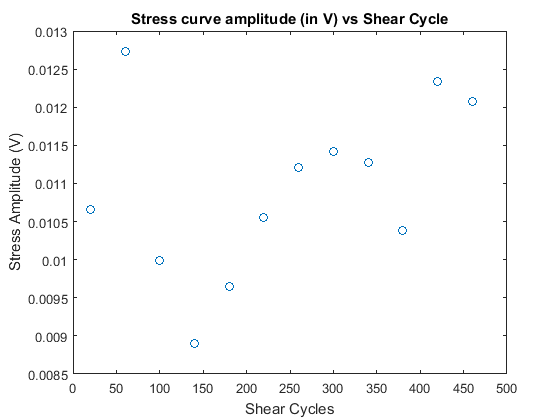 Stress curve amplitude (in V) vs Shear Cycle
Stress Amplitude (V)
0.013
0.0125
0.012
0.0115
0.011
0.0105
0.01
0.0095
0.009
0.0085
0 50 100 150 200 250 300 350 400 450 500
Shear Cycles